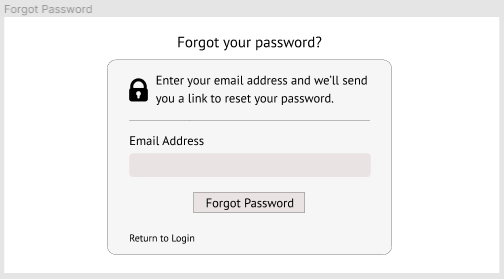 Forgot Password
Forgot your password?
Enter your email address and we'll send
you a link to reset your password.
Email Address
Forgot Password
Return to Login